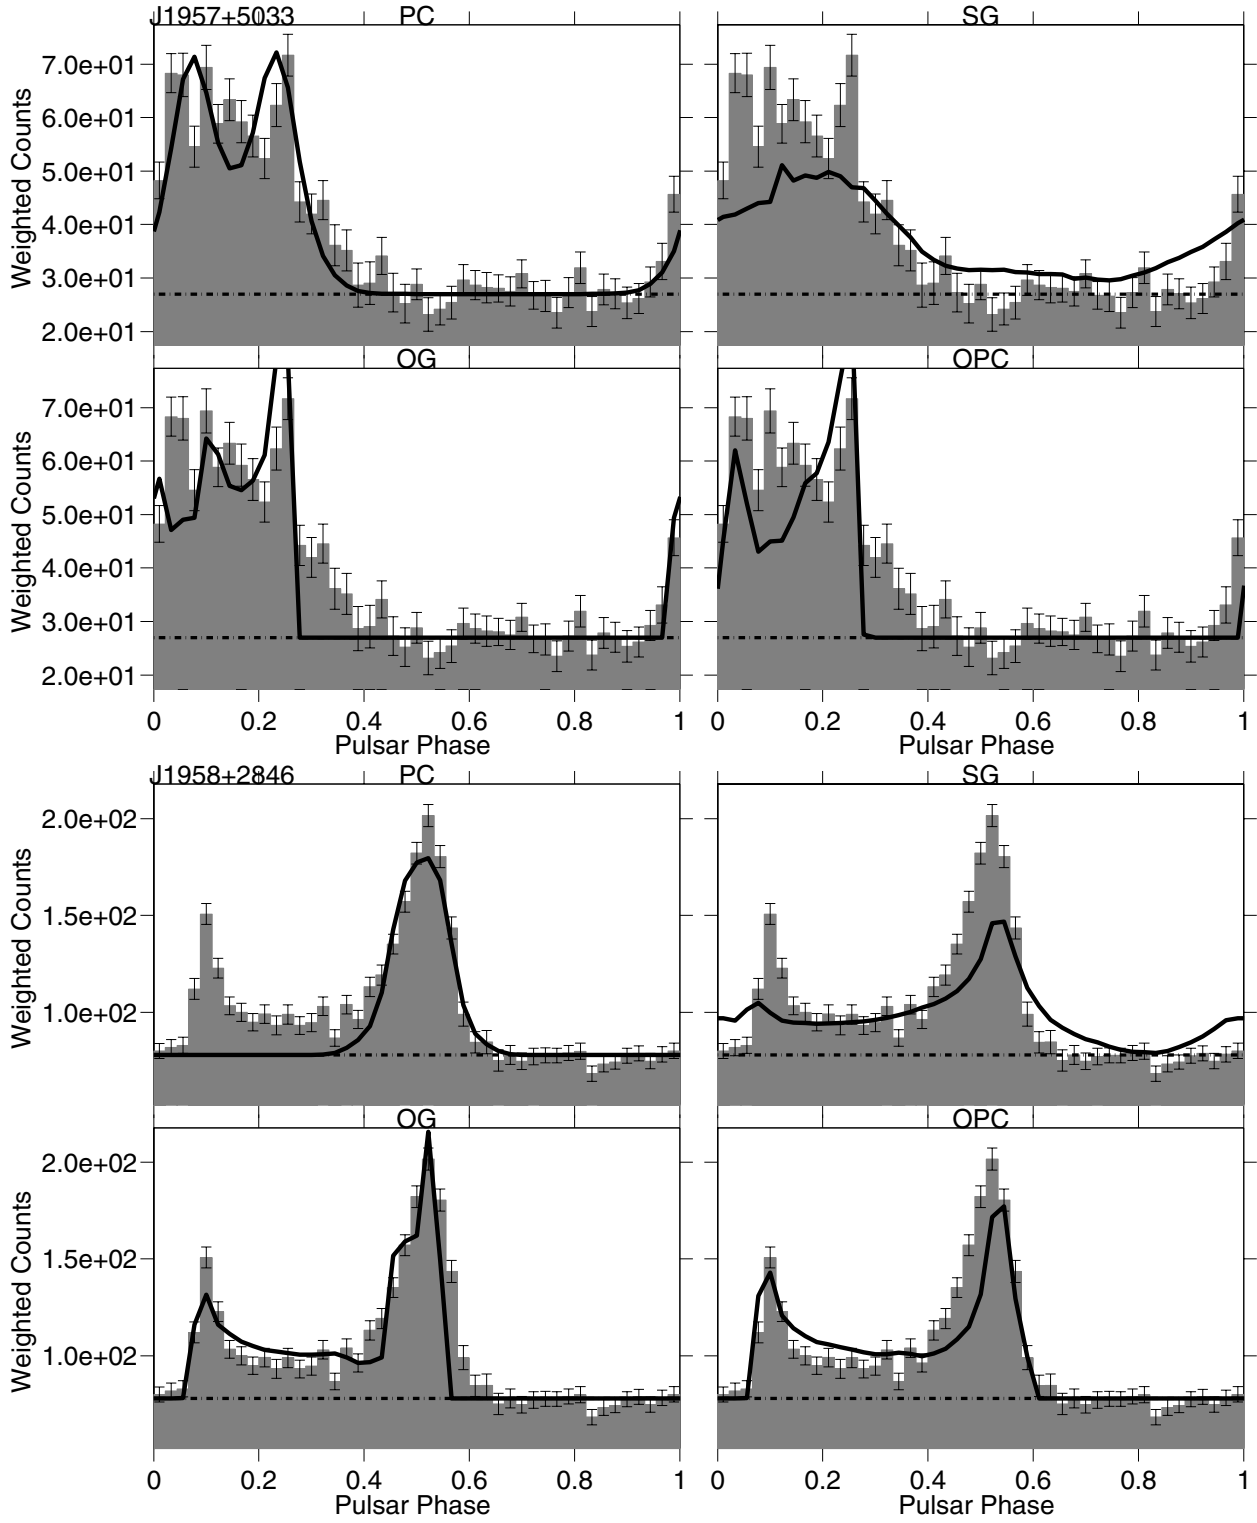 J1957+5033 PC SG
7.0e+01
6.0e+01
5.0e+01
4.0e+01
3.0e+01
2.0e+01
Weighted Counts
OG OPC
7.0e+01
6.0e+01
5.0e+01
4.0e+01
3.0e+01
2.0e+01
Weighted Counts
0 0.2 0.4 0.6 0.8 1 0 0.2 0.4 0.6 0.8 1
Pulsar Phase Pulsar Phase
J1958+2846 PC SG
2.0e+02
1.5e+02
1.0e+02
Weighted Counts
OG OPC
2.0e+02
1.5e+02
1.0e+02
Weighted Counts
0 0.2 0.4 0.6 0.8 1 0 0.2 0.4 0.6 0.8 1
Pulsar Phase Pulsar Phase